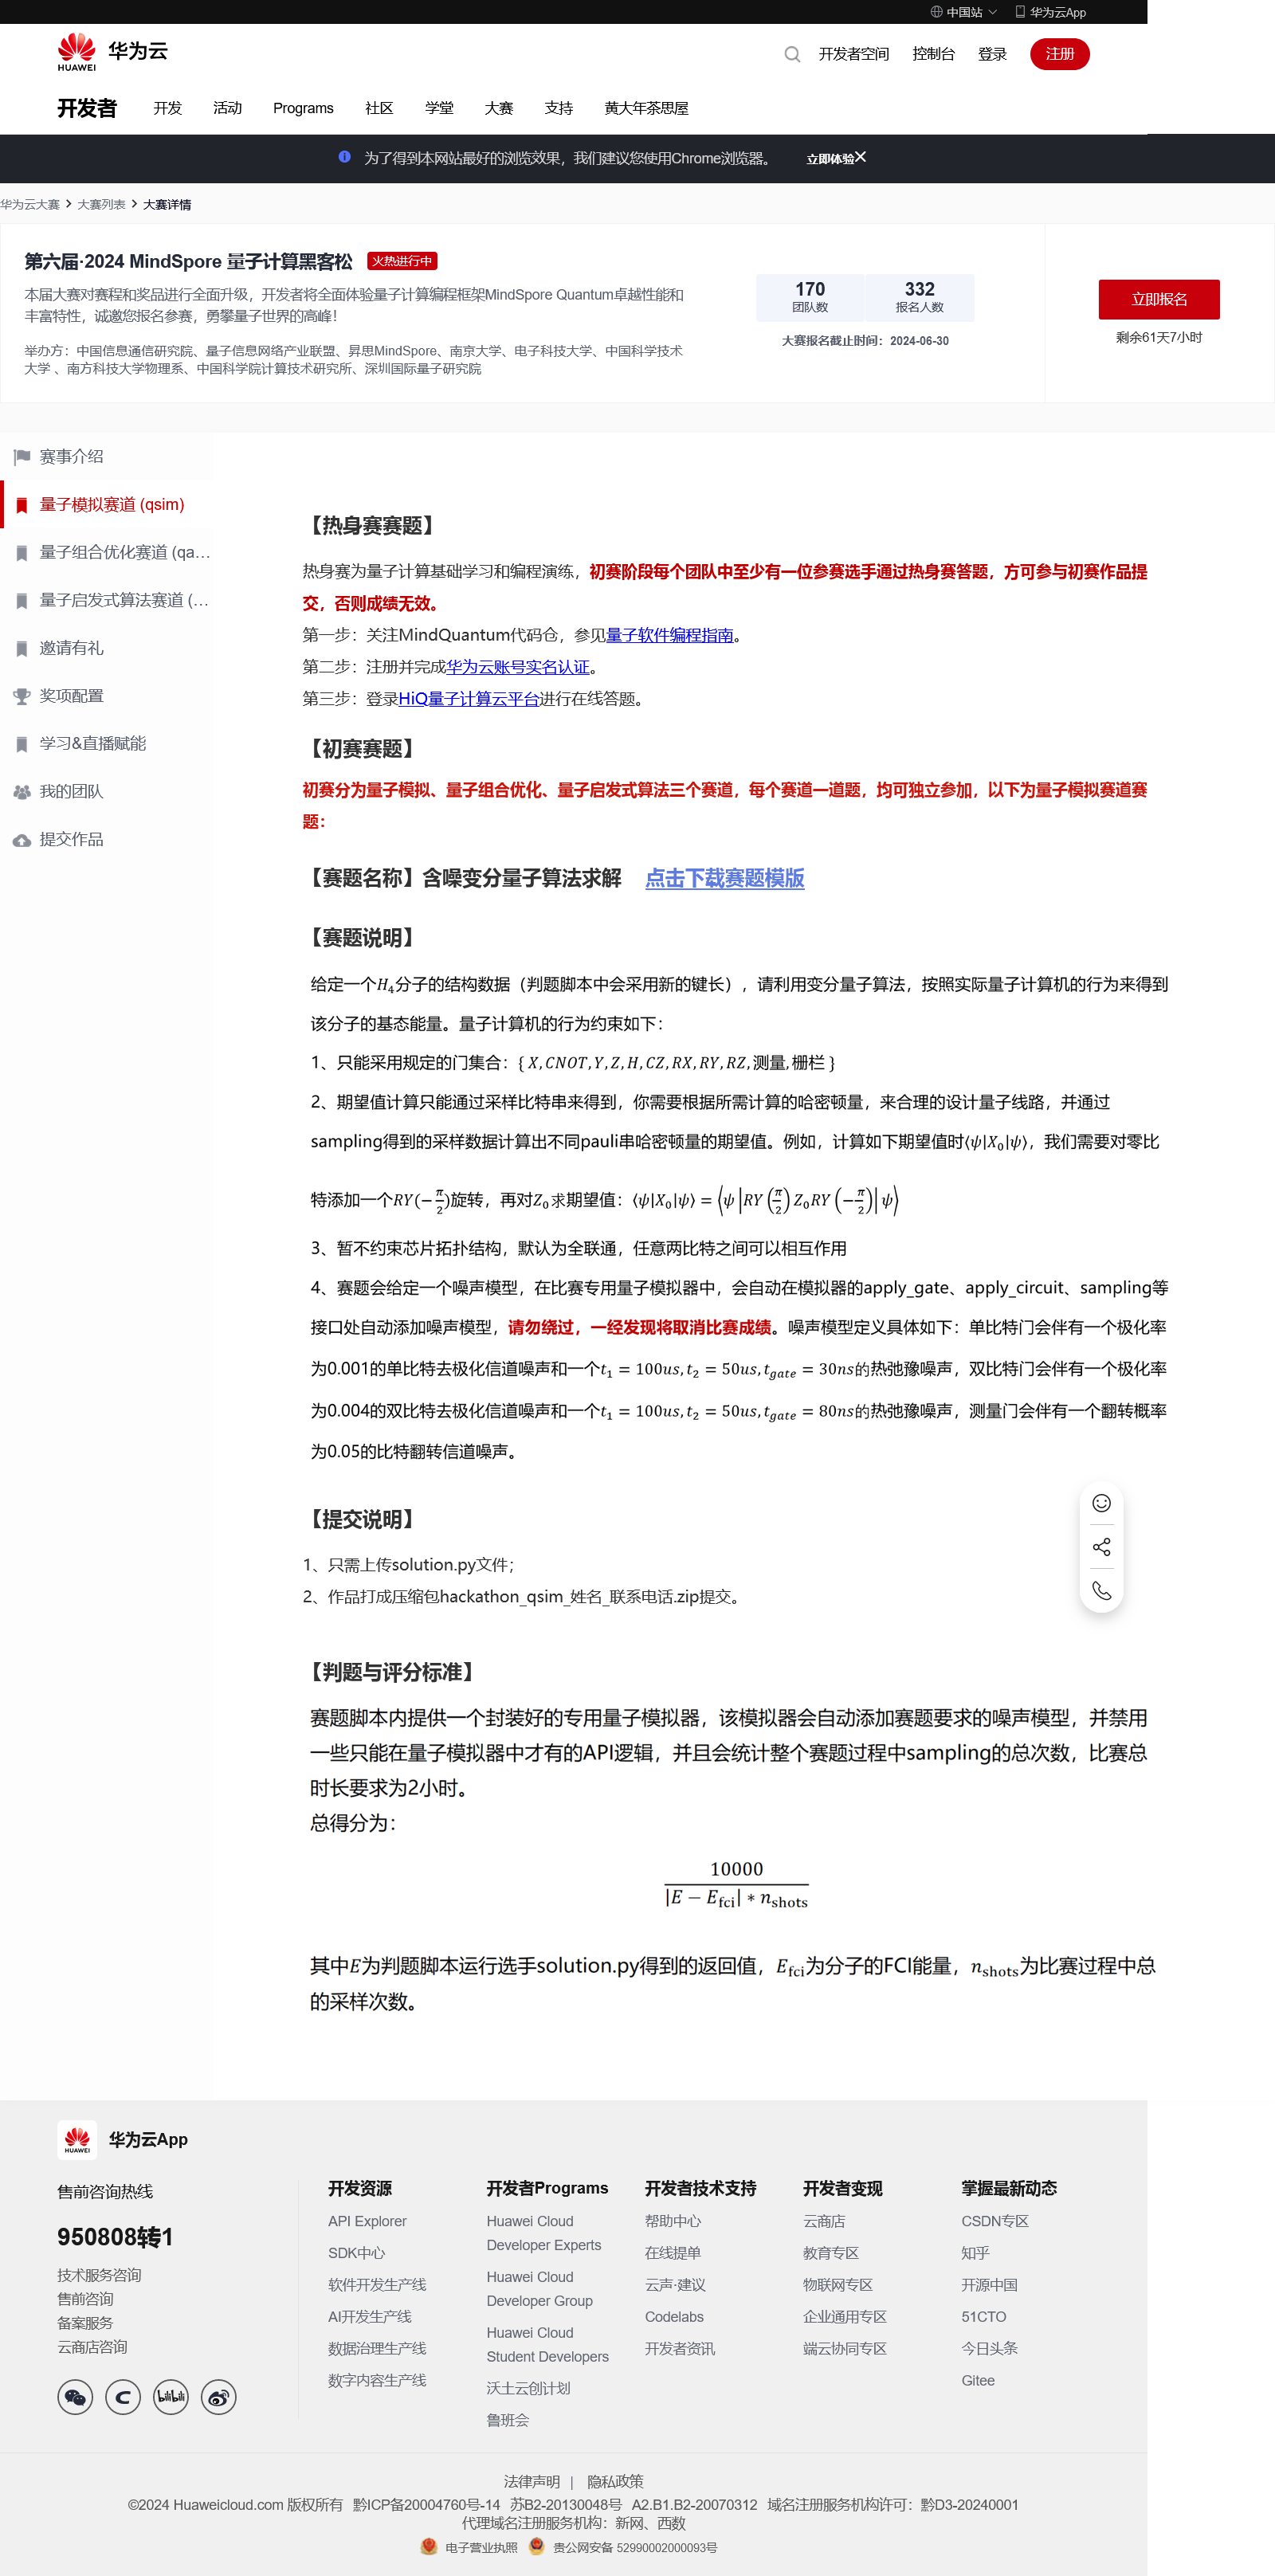 中国站 华为云App
HUAWEI 华为云 开发者空间 控制台 登录 注册
开发者 开发 活动 Programs 社区 学堂 大赛 支持 黄大年茶思屋
为了得到本网站最好的浏览效果，我们建议您使用Chrome浏览器。 立即体验
华为云大赛 > 大赛列表 > 大赛详情
第六届·2024 MindSpore 量子计算黑客松 火热进行中
本届大赛对赛程和奖品进行全面升级，开发者将全面体验量子计算编程框架MindSpore Quantum卓越性能和
丰富特性，诚邀您报名参赛，勇攀量子世界的高峰！
举办方：中国信息通信研究院、量子信息网络产业联盟、昇思MindSpore、南京大学、电子科技大学、中国科学技术
大学 、南方科技大学物理系、中国科学院计算技术研究所、深圳国际量子研究院
170 332
团队数 报名人数
大赛报名截止时间：2024-06-30
立即报名
剩余61天7小时
赛事介绍
量子模拟赛道 (qsim)
量子组合优化赛道 (qa...
量子启发式算法赛道 (...
邀请有礼
奖项配置
学习&直播赋能
我的团队
提交作品
【热身赛赛题】
热身赛为量子计算基础学习和编程演练，初赛阶段每个团队中至少有一位参赛选手通过热身赛答题，方可参与初赛作品提
交，否则成绩无效。
第一步：关注MindQuantum代码仓，参见量子软件编程指南。
第二步：注册并完成华为云账号实名认证。
第三步：登录HiQ量子计算云平台进行在线答题。
【初赛赛题】
初赛分为量子模拟、量子组合优化、量子启发式算法三个赛道，每个赛道一道题，均可独立参加，以下为量子模拟赛道赛
题：
【赛题名称】含噪变分量子算法求解 点击下载赛题模版
【赛题说明】
给定一个H₄分子的结构数据（判题脚本中会采用新的键长），请利用变分量子算法，按照实际量子计算机的行为来得到
该分子的基态能量。量子计算机的行为约束如下：
1、只能采用规定的门集合：{ X, CNOT, Y, Z, H, CZ, RX, RY, RZ, 测量, 栅栏 }
2、期望值计算只能通过采样比特串来得到，你需要根据所需计算的哈密顿量，来合理的设计量子线路，并通过
sampling得到的采样数据计算出不同pauli串哈密顿量的期望值。例如，计算如下期望值时⟨ψ|X₀|ψ⟩，我们需要对零比
特添加一个RY(−π/2)旋转，再对Z₀求期望值：⟨ψ|X₀|ψ⟩ = ⟨ψ|RY(π/2) Z₀RY(−π/2)|ψ⟩
3、暂不约束芯片拓扑结构，默认为全联通，任意两比特之间可以相互作用
4、赛题会给定一个噪声模型，在比赛专用量子模拟器中，会自动在模拟器的apply_gate、apply_circuit、sampling等
接口处自动添加噪声模型，请勿绕过，一经发现将取消比赛成绩。噪声模型定义具体如下：单比特门会伴有一个极化率
为0.001的单比特去极化信道噪声和一个t₁ = 100us, t₂ = 50us, t_gate = 30ns的热弛豫噪声，双比特门会伴有一个极化率
为0.004的双比特去极化信道噪声和一个t₁ = 100us, t₂ = 50us, t_gate = 80ns的热弛豫噪声，测量门会伴有一个翻转概率
为0.05的比特翻转信道噪声。
【提交说明】
1、只需上传solution.py文件；
2、作品打成压缩包hackathon_qsim_姓名_联系电话.zip提交。
【判题与评分标准】
赛题脚本内提供一个封装好的专用量子模拟器，该模拟器会自动添加赛题要求的噪声模型，并禁用
一些只能在量子模拟器中才有的API逻辑，并且会统计整个赛题过程中sampling的总次数，比赛总
时长要求为2小时。
总得分为：
10000
|E − E_fci| ∗ n_shots
其中E为判题脚本运行选手solution.py得到的返回值，E_fci为分子的FCI能量，n_shots为比赛过程中总
的采样次数。
HUAWEI 华为云App
售前咨询热线
950808转1
技术服务咨询
售前咨询
备案服务
云商店咨询
bilibili
开发资源
API Explorer
SDK中心
软件开发生产线
AI开发生产线
数据治理生产线
数字内容生产线
开发者Programs
Huawei Cloud
Developer Experts
Huawei Cloud
Developer Group
Huawei Cloud
Student Developers
沃土云创计划
鲁班会
开发者技术支持
帮助中心
在线提单
云声·建议
Codelabs
开发者资讯
开发者变现
云商店
教育专区
物联网专区
企业通用专区
端云协同专区
掌握最新动态
CSDN专区
知乎
开源中国
51CTO
今日头条
Gitee
法律声明 | 隐私政策
©2024 Huaweicloud.com 版权所有 黔ICP备20004760号-14 苏B2-20130048号 A2.B1.B2-20070312 域名注册服务机构许可：黔D3-20240001
代理域名注册服务机构：新网、西数
电子营业执照 贵公网安备 52990002000093号